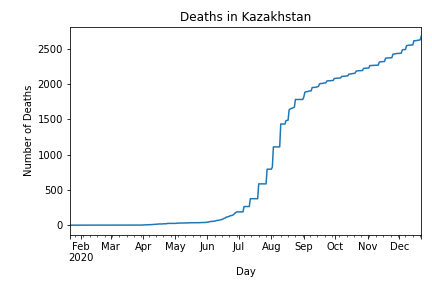 Deaths in Kazakhstan
Number of Deaths
2500
2000
1500
1000
500
0
Feb Mar Apr May Jun Jul Aug Sep Oct Nov Dec
2020
Day